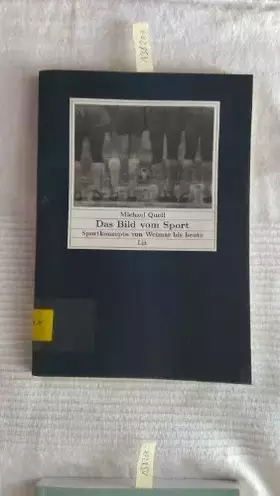 Michael Quell
Das Bild vom Sport
Sportkonzepte von Weimar bis heute
Lit